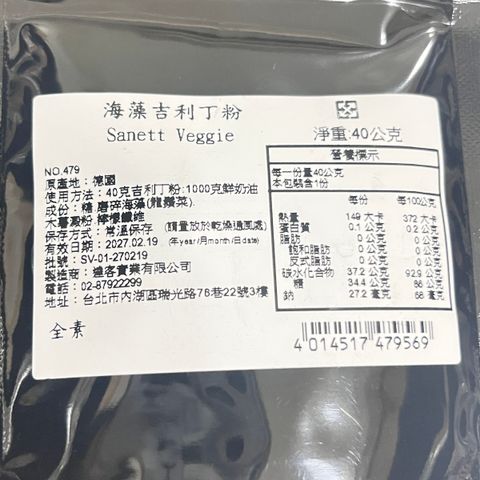 海藻吉利丁粉
Sanett Veggie
NO.479
原產地：德國
使用方法：40克吉利丁粉:1000克鮮奶油
成份：糖 磨碎海藻(雞鬚菜).
木薯澱粉 檸檬纖維
保存方式：常溫保存 (請置放於乾燥通風處)
有效日期：2027.02.19 (年year/月month/日date)
批號：SV-01-270219
製造商：達客實業有限公司
電話：02-87922299
地址：台北市內湖區瑞光路76巷22號3樓
全素
淨重:40公克
營養標示
每一份量40公克
本包裝含1份
每份 每100公克
熱量 149 大卡 372 大卡
蛋白質 0.1 公克 0.2 公克
脂肪 0 公克 0 公克
飽和脂肪 0 公克 0 公克
反式脂肪 0 公克 0 公克
碳水化合物 37.2 公克 92.9 公克
糖 34.4 公克 86 公克
鈉 27.2 毫克 68 毫克
4 014517 479569